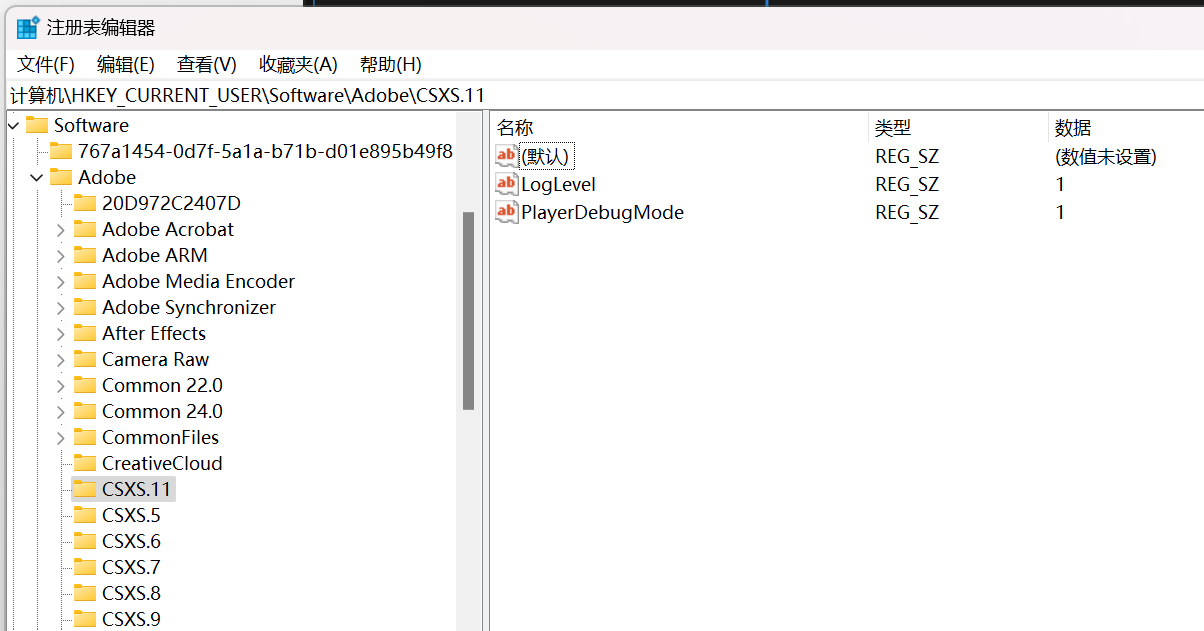 注册表编辑器
文件(F) 编辑(E) 查看(V) 收藏夹(A) 帮助(H)
计算机\HKEY_CURRENT_USER\Software\Adobe\CSXS.11
Software
767a1454-0d7f-5a1a-b71b-d01e895b49f8
Adobe
20D972C2407D
Adobe Acrobat
Adobe ARM
Adobe Media Encoder
Adobe Synchronizer
After Effects
Camera Raw
Common 22.0
Common 24.0
CommonFiles
CreativeCloud
CSXS.11
CSXS.5
CSXS.6
CSXS.7
CSXS.8
CSXS.9
名称 类型 数据
ab (默认) REG_SZ (数值未设置)
ab LogLevel REG_SZ 1
ab PlayerDebugMode REG_SZ 1